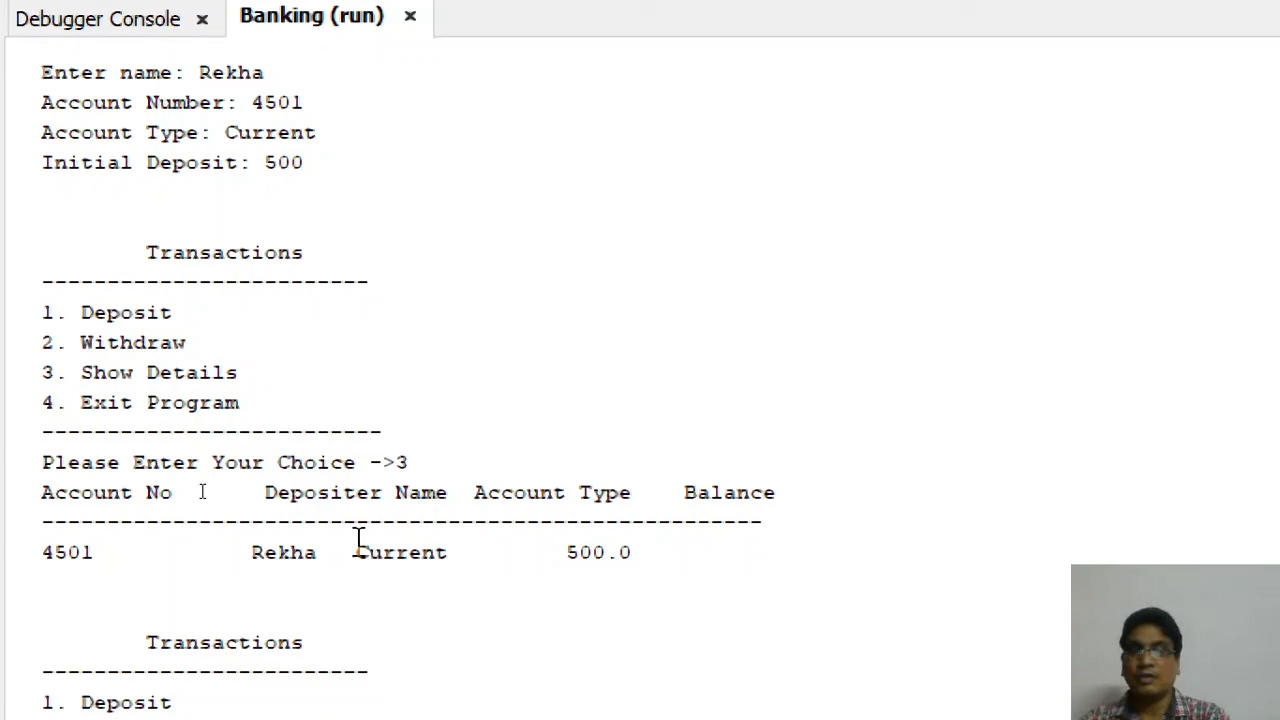 Debugger Console × Banking (run) ×
Enter name: Rekha
Account Number: 4501
Account Type: Current
Initial Deposit: 500
Transactions
-------------------------
1. Deposit
2. Withdraw
3. Show Details
4. Exit Program
--------------------------
Please Enter Your Choice ->3
Account No Depositer Name Account Type Balance
-------------------------------------------------------
4501 Rekha Current 500.0
Transactions
-------------------------
1. Deposit